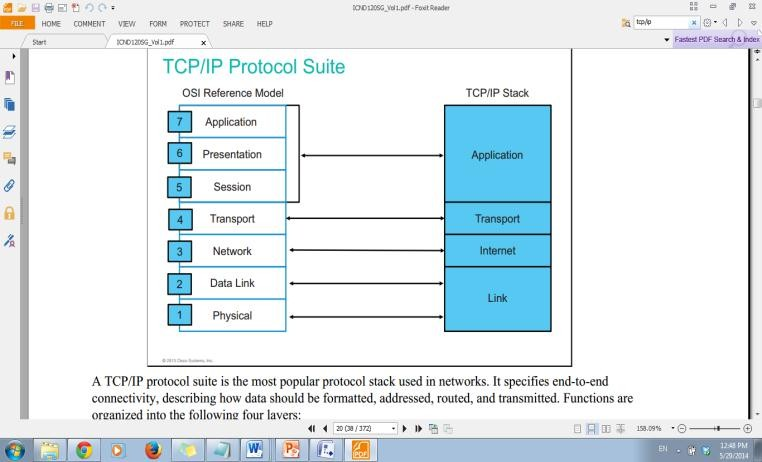 ICND120SG_Vol1.pdf - Foxit Reader
FILE HOME COMMENT VIEW FORM PROTECT SHARE HELP
tcp/ip
Start ICND120SG_Vol1.pdf x
Fastest PDF Search & Index
TCP/IP Protocol Suite
OSI Reference Model TCP/IP Stack
7 Application
6 Presentation Application
5 Session
4 Transport Transport
3 Network Internet
2 Data Link
Link
1 Physical
© 2013 Cisco Systems, Inc.
A TCP/IP protocol suite is the most popular protocol stack used in networks. It specifies end-to-end
connectivity, describing how data should be formatted, addressed, routed, and transmitted. Functions are
organized into the following four layers:
20 (38 / 372) 158.09%
EN 12:48 PM
5/29/2014